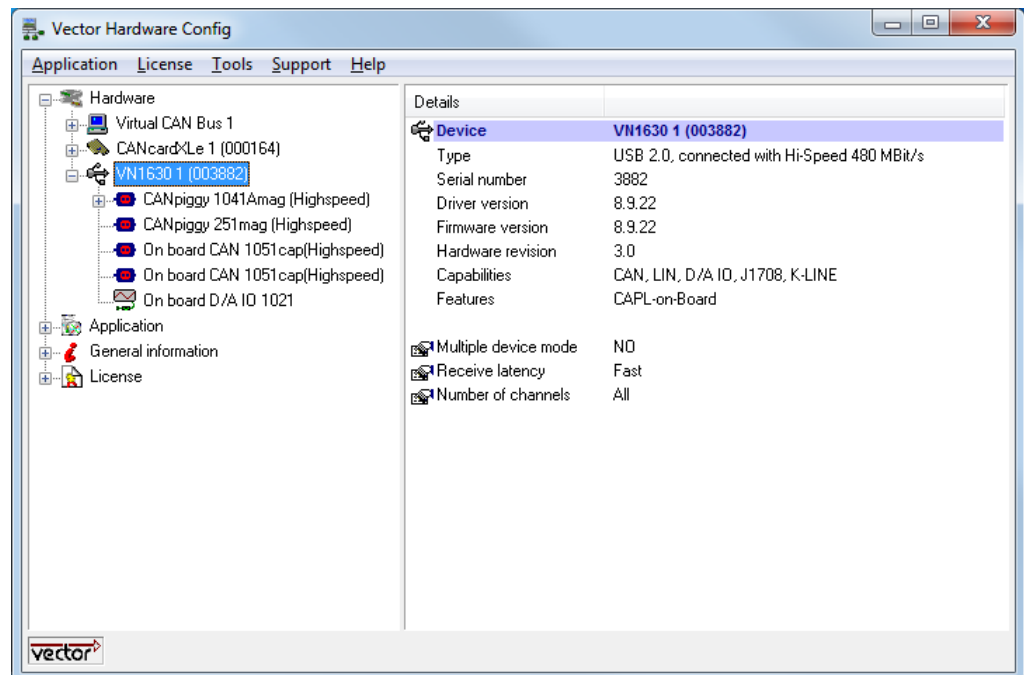 Vector Hardware Config
Application License Tools Support Help
Hardware
Virtual CAN Bus 1
CANcardXLe 1 (000164)
VN1630 1 (003882)
CANpiggy 1041Amag (Highspeed)
CANpiggy 251mag (Highspeed)
On board CAN 1051cap(Highspeed)
On board CAN 1051cap(Highspeed)
On board D/A IO 1021
Application
General information
License
Details
Device VN1630 1 (003882)
Type USB 2.0, connected with Hi-Speed 480 MBit/s
Serial number 3882
Driver version 8.9.22
Firmware version 8.9.22
Hardware revision 3.0
Capabilities CAN, LIN, D/A IO, J1708, K-LINE
Features CAPL-on-Board
Multiple device mode NO
Receive latency Fast
Number of channels All
vector